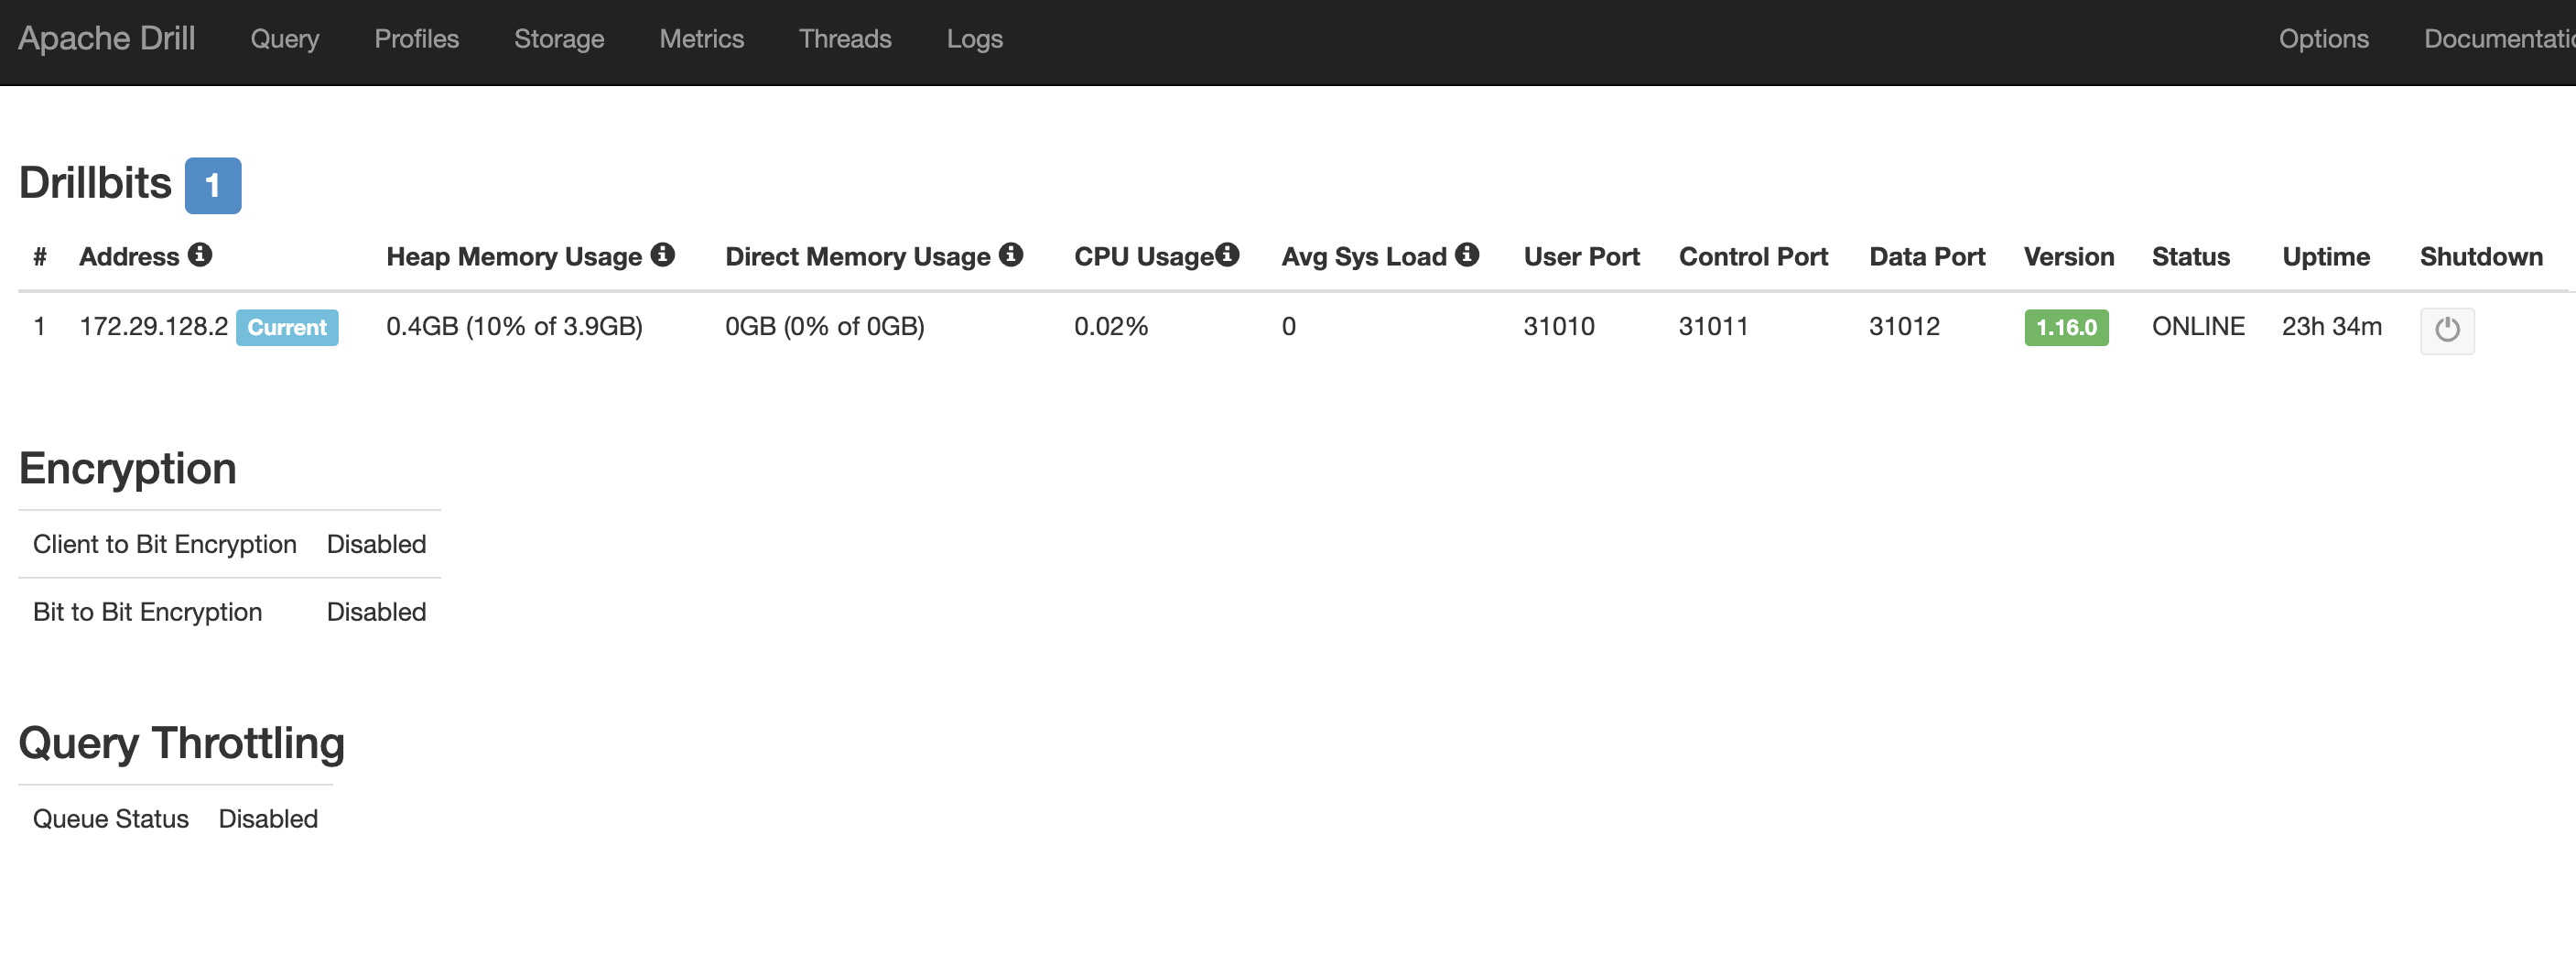 Apache Drill Query Profiles Storage Metrics Threads Logs Options Documentatio
Drillbits 1
# Address Heap Memory Usage Direct Memory Usage CPU Usage Avg Sys Load User Port Control Port Data Port Version Status Uptime Shutdown
1 172.29.128.2 Current 0.4GB (10% of 3.9GB) 0GB (0% of 0GB) 0.02% 0 31010 31011 31012 1.16.0 ONLINE 23h 34m
Encryption
Client to Bit Encryption Disabled
Bit to Bit Encryption Disabled
Query Throttling
Queue Status Disabled